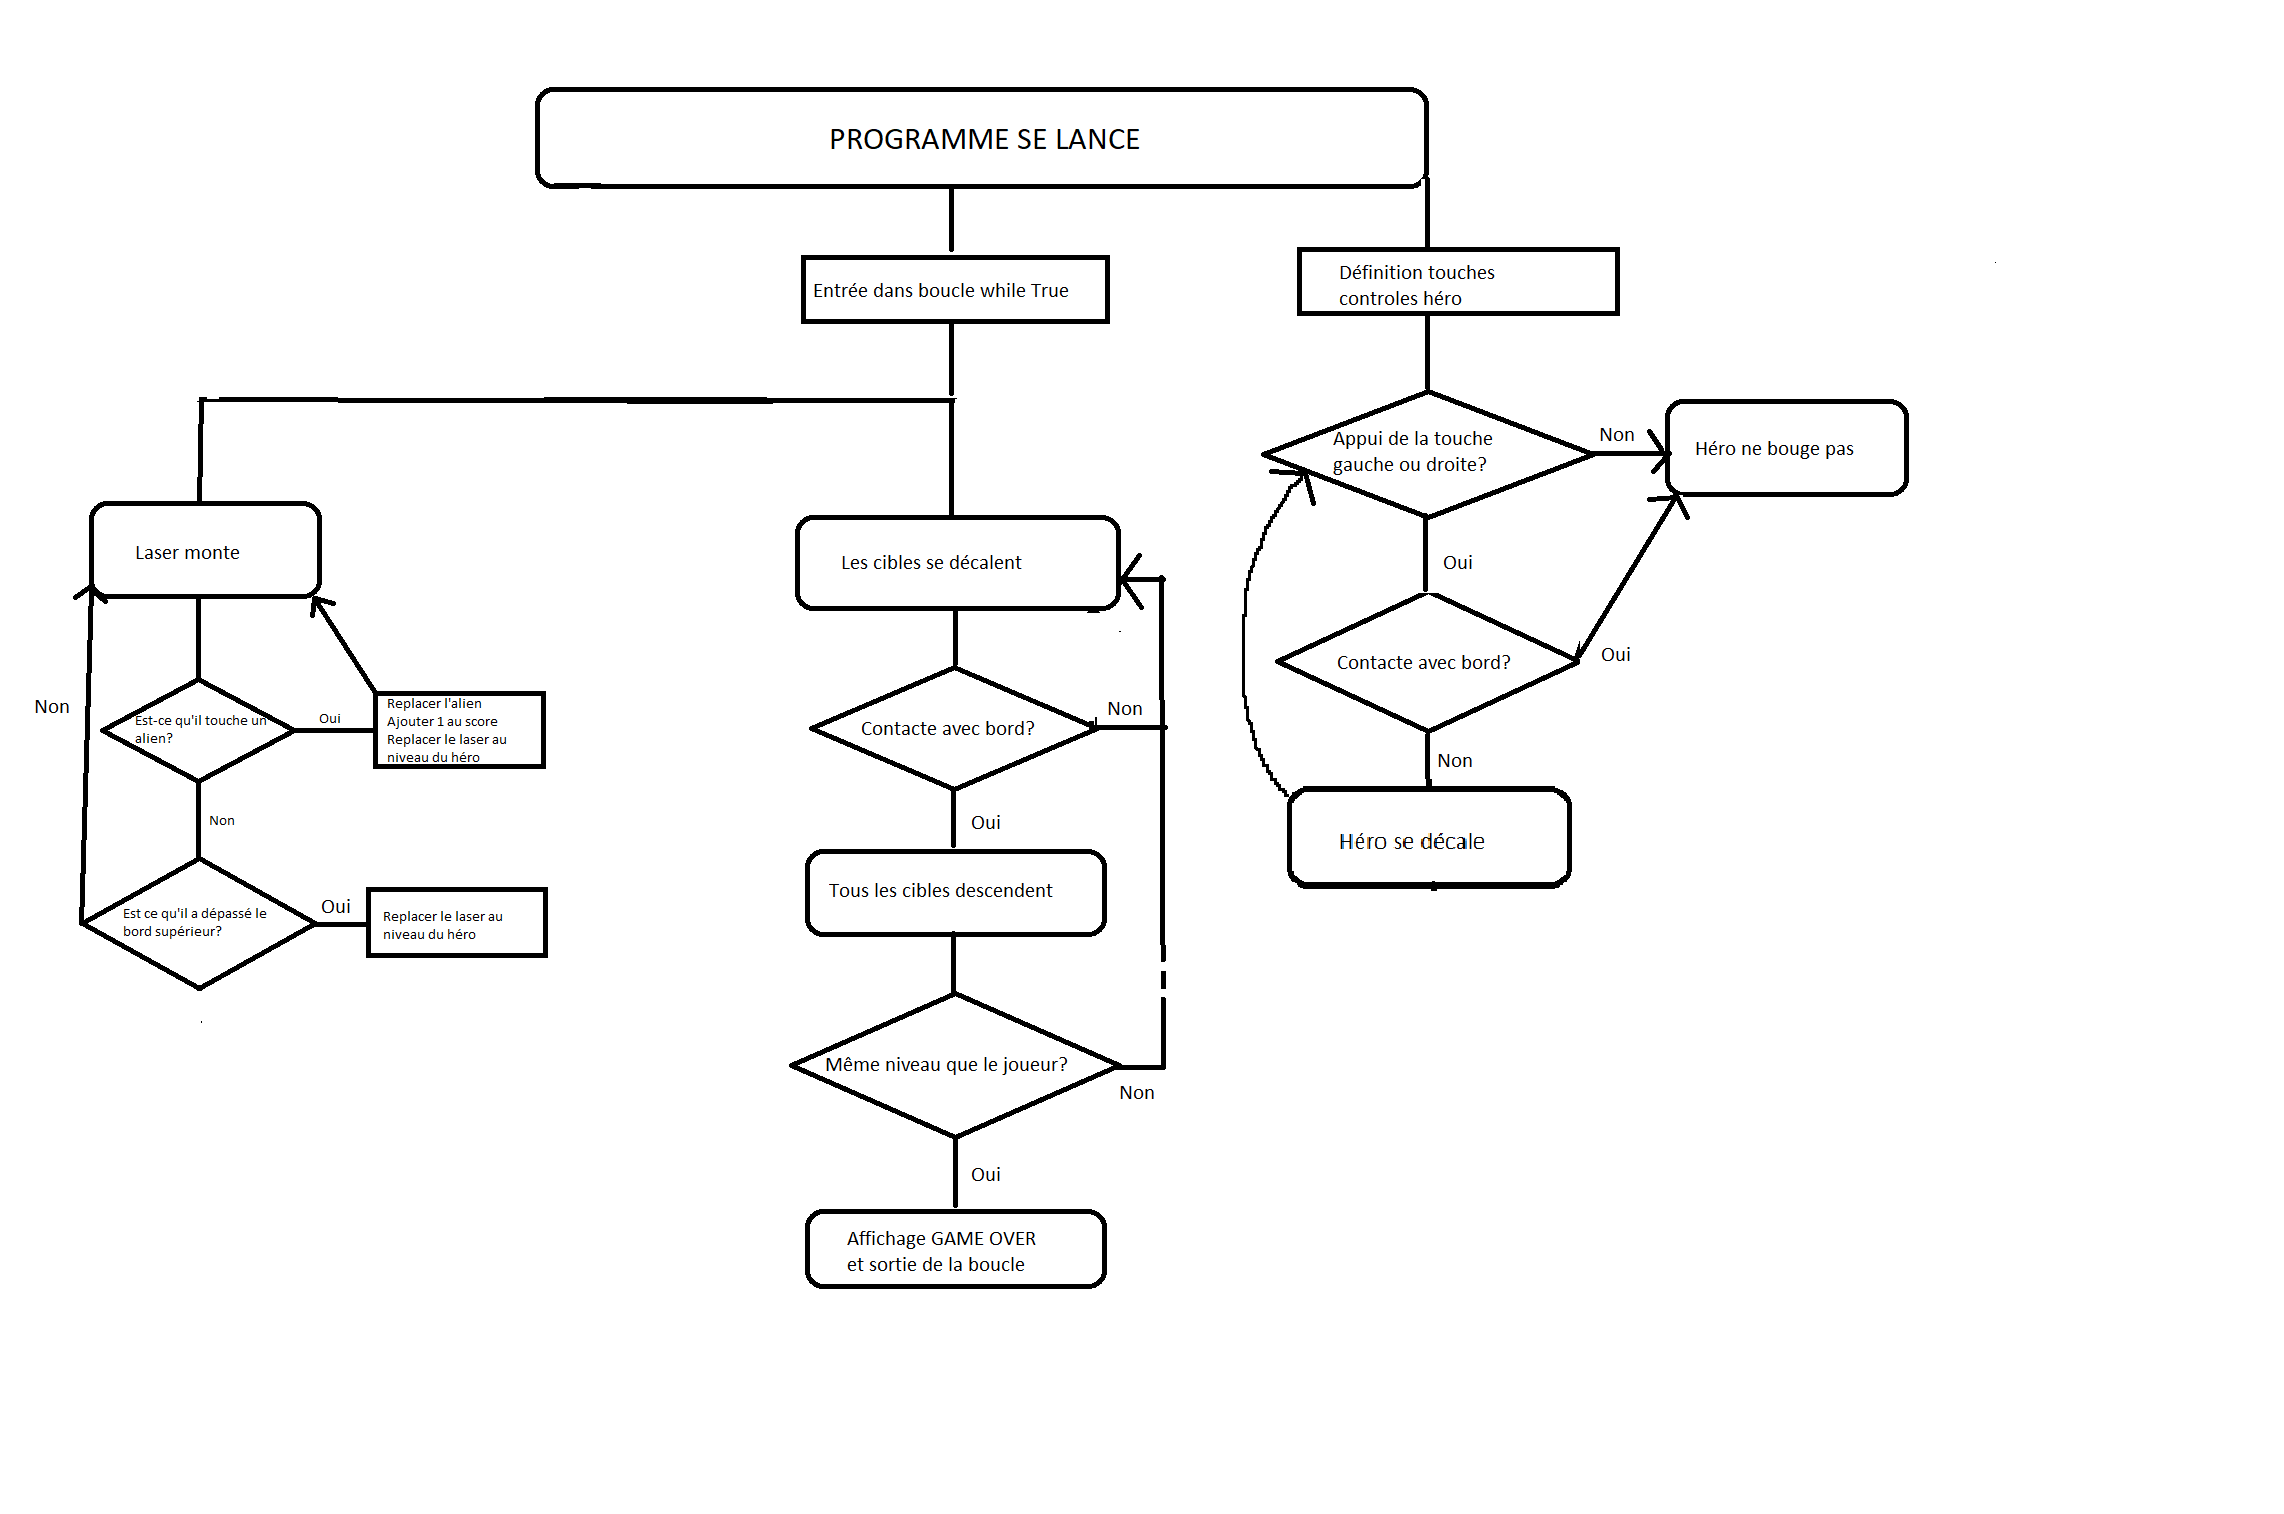 PROGRAMME SE LANCE
Entrée dans boucle while True
Définition touches
controles héro
Appui de la touche
gauche ou droite?
Non
Héro ne bouge pas
Oui
Contacte avec bord?
Oui
Non
Héro se décale
Laser monte
Non
Est-ce qu'il touche un
alien?
Oui
Replacer l'alien
Ajouter 1 au score
Replacer le laser au
niveau du héro
Non
Est ce qu'il a dépassé le
bord supérieur?
Oui
Replacer le laser au
niveau du héro
Les cibles se décalent
Contacte avec bord?
Non
Oui
Tous les cibles descendent
Même niveau que le joueur?
Non
Oui
Affichage GAME OVER
et sortie de la boucle